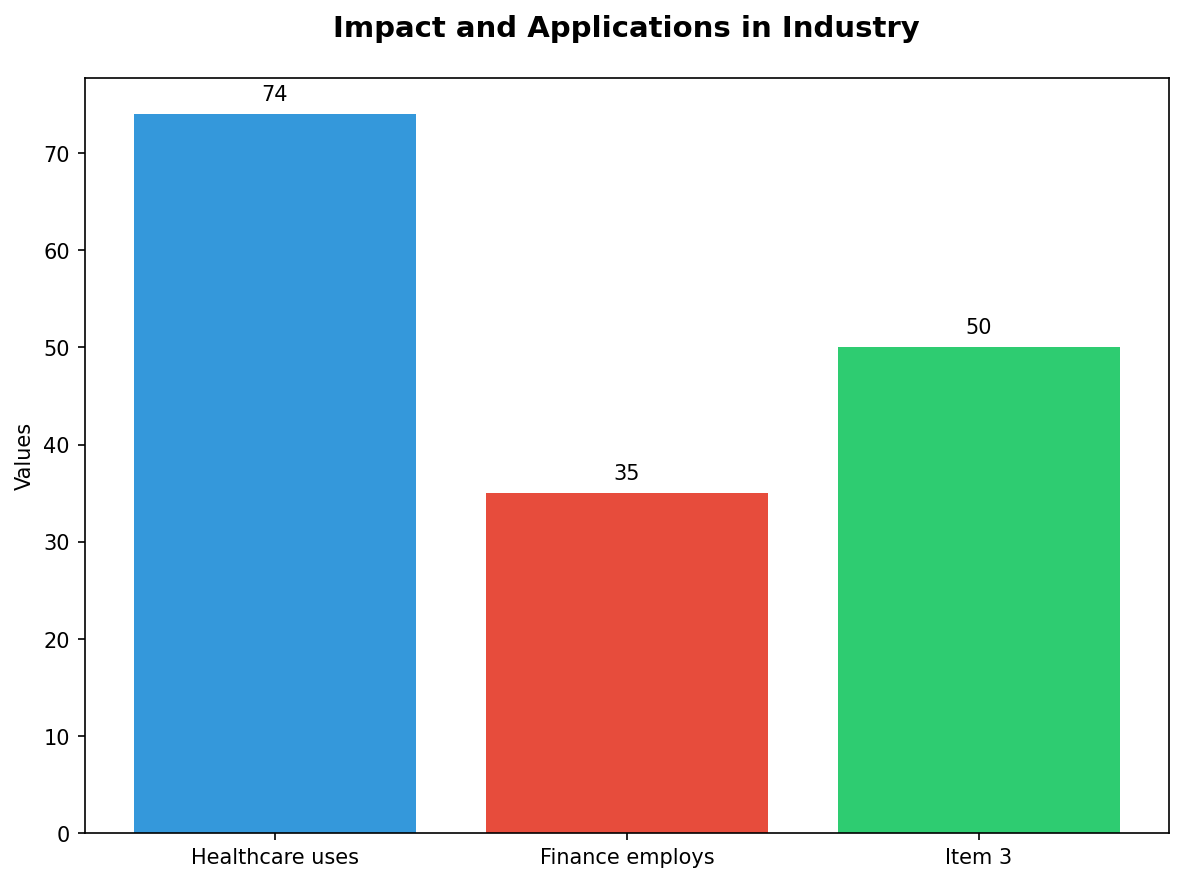 Impact and Applications in Industry
74
70
60
50
50
40
35
30
20
10
0
Values
Healthcare uses
Finance employs
Item 3